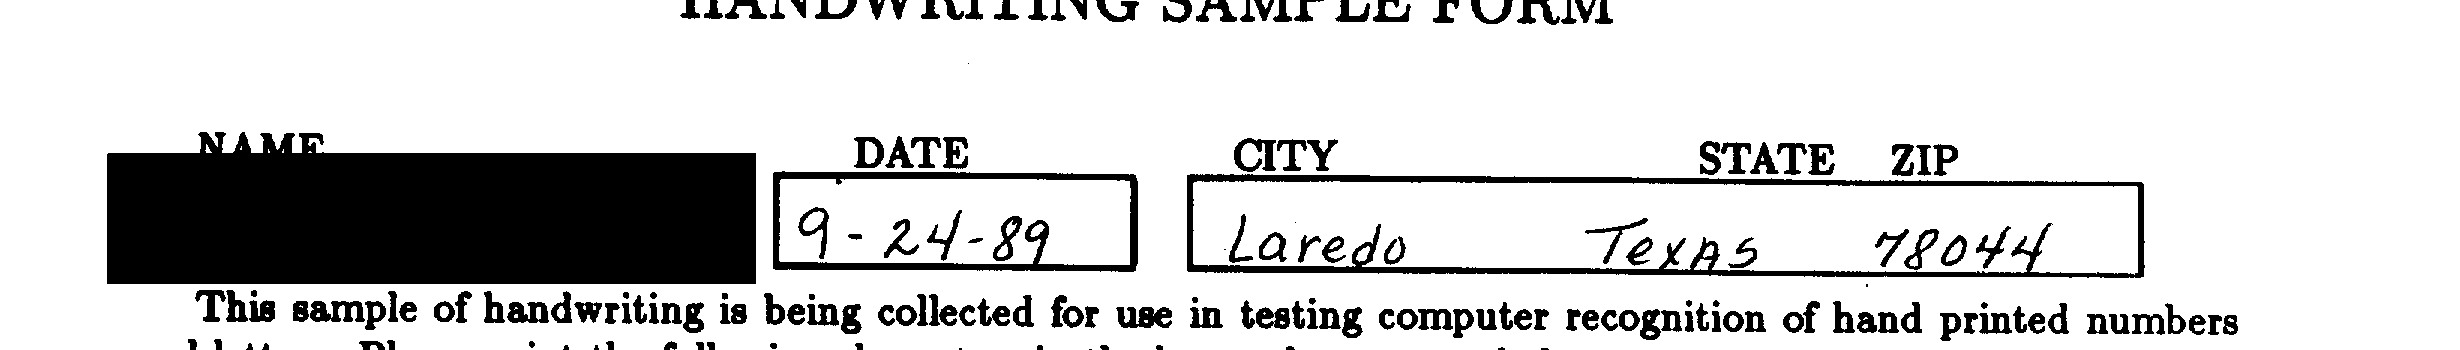 HANDWRITING SAMPLE FORM
NAME DATE CITY STATE ZIP
9-24-89 Laredo Texas 78044
This sample of handwriting is being collected for use in testing computer recognition of hand printed numbers